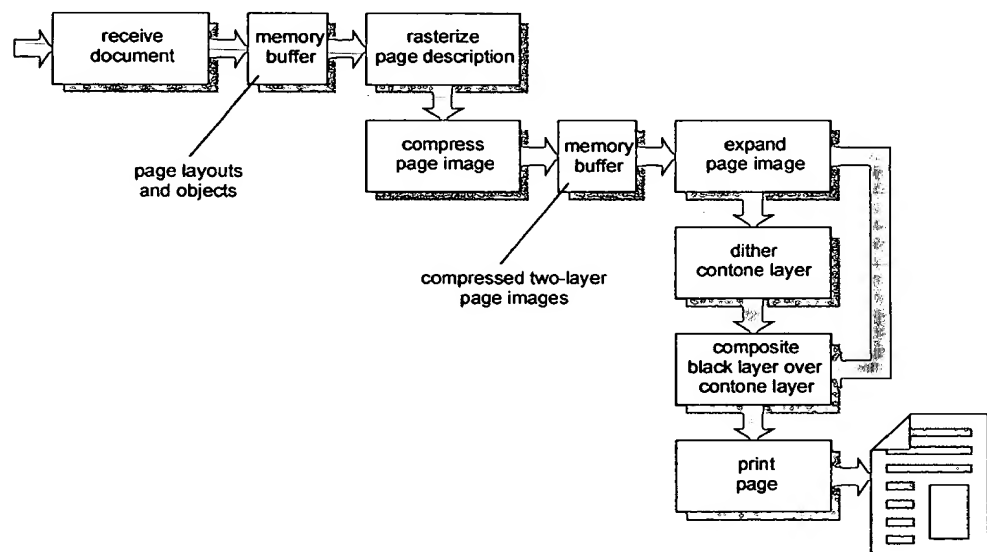 receive
document
memory
buffer
rasterize
page description
page layouts
and objects
compress
page image
memory
buffer
expand
page image
compressed two-layer
page images
dither
contone layer
composite
black layer over
contone layer
print
page